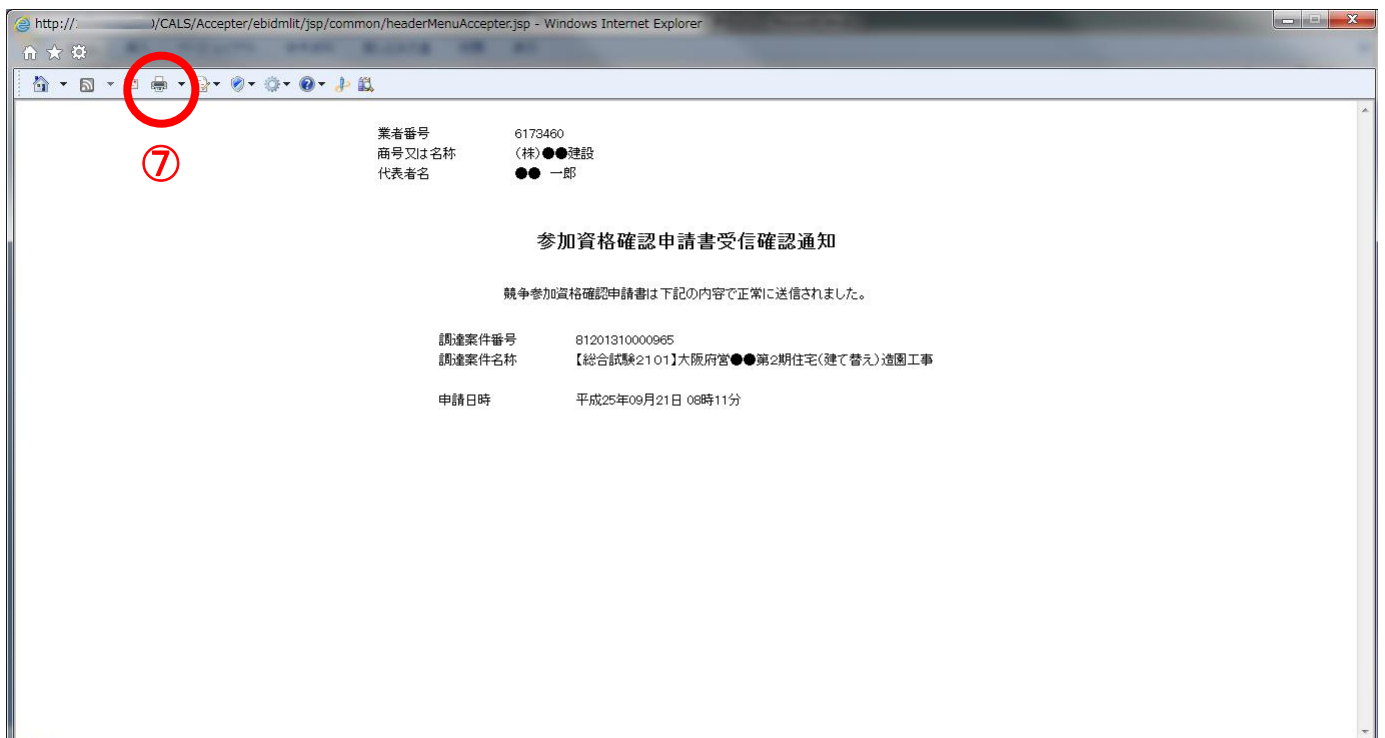 http://: )/CALS/Accepter/ebidmlit/jsp/common/headerMenuAccepter.jsp - Windows Internet Explorer
⑦
業者番号 6173460
商号又は名称 (株)●●建設
代表者名 ●● 一郎
参加資格確認申請書受信確認通知
競争参加資格確認申請書は下記の内容で正常に送信されました。
調達案件番号 81201310000965
調達案件名称 【総合試験2101】大阪府営●●第2期住宅(建て替え)造園工事
申請日時 平成25年09月21日 08時11分